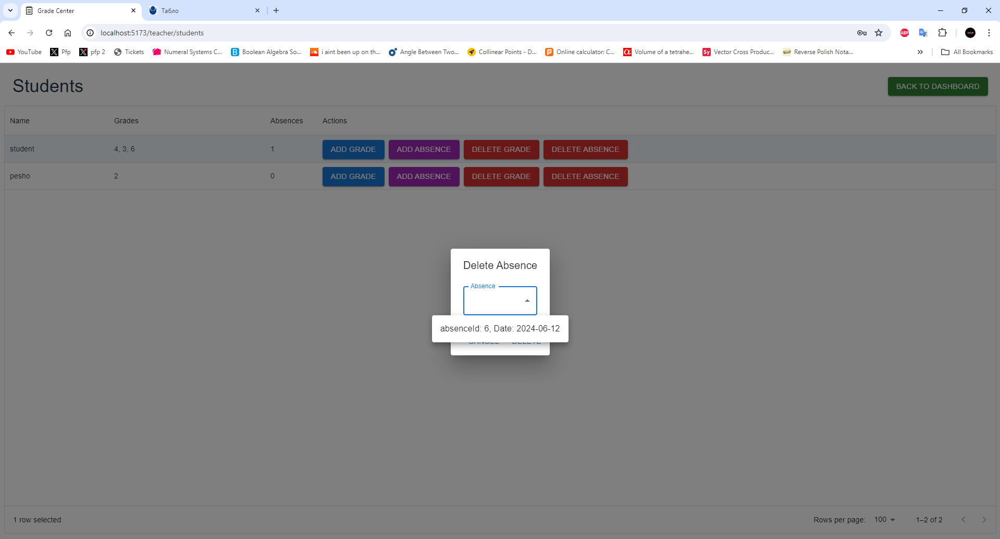 Grade Center
Табло
localhost:5173/teacher/students
ABP
YouTube
Pfp
pfp 2
Tickets
Numeral Systems C...
Boolean Algebra So...
i aint been up on th...
Angle Between Two...
Collinear Points - D...
Online calculator: C...
Volume of a tetrahe...
Sy
Vector Cross Produc...
Reverse Polish Nota...
All Bookmarks
Students
BACK TO DASHBOARD
Name Grades Absences Actions
student 4, 3, 6 1 ADD GRADE ADD ABSENCE DELETE GRADE DELETE ABSENCE
pesho 2 0 ADD GRADE ADD ABSENCE DELETE GRADE DELETE ABSENCE
Delete Absence
Absence
absenceId: 6, Date: 2024-06-12
CANCEL DELETE
1 row selected
Rows per page: 100 1–2 of 2